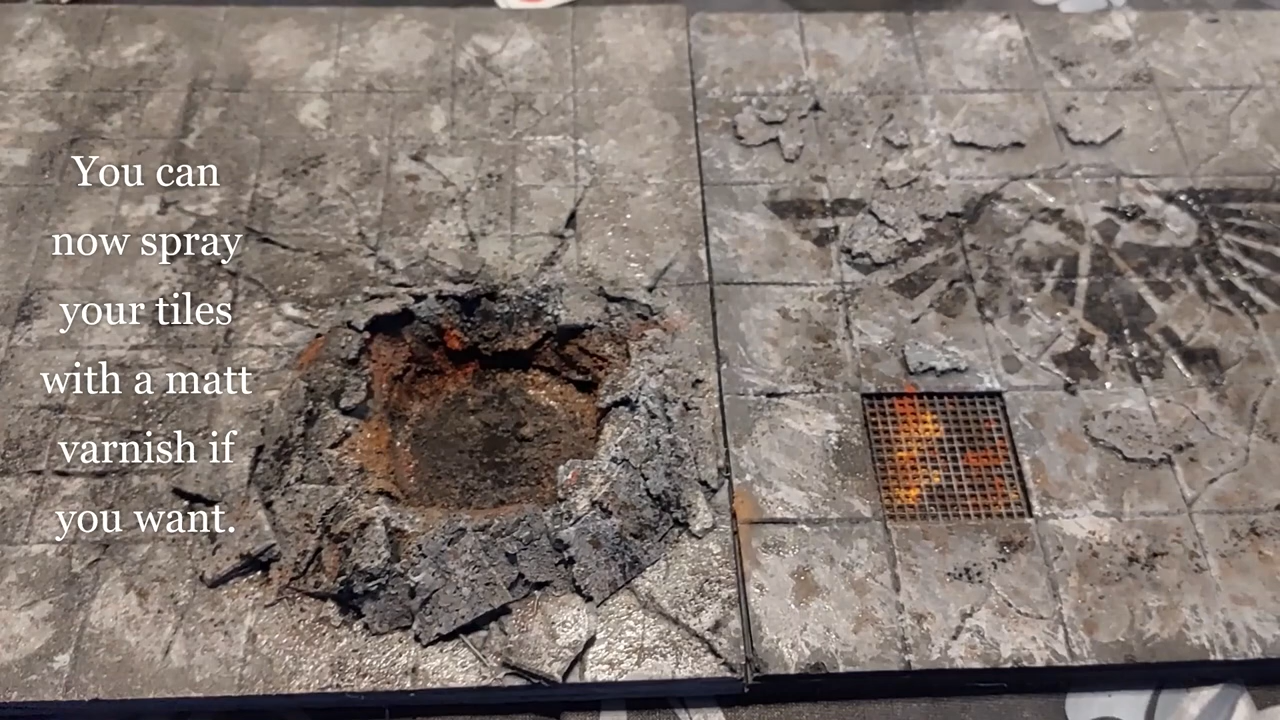 You can
now spray
your tiles
with a matt
varnish if
you want.